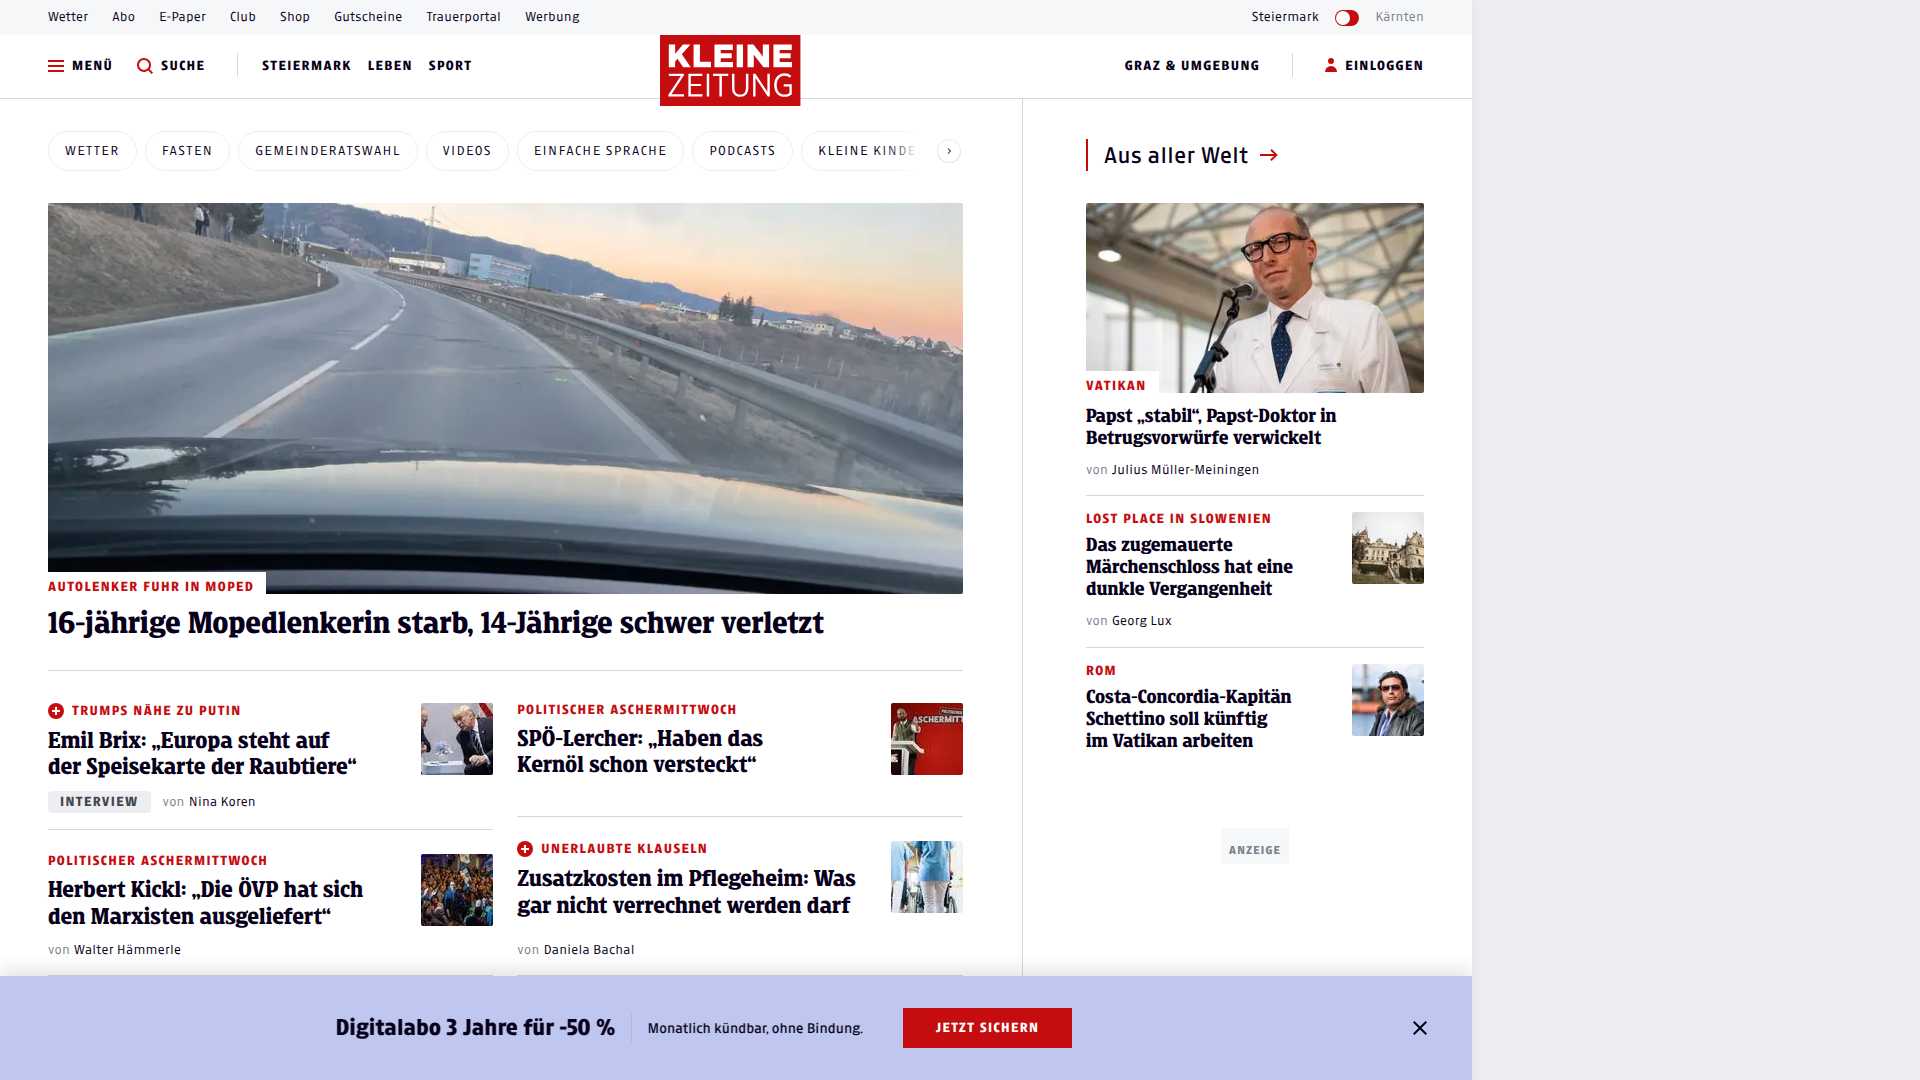 Wetter Abo E-Paper Club Shop Gutscheine Trauerportal Werbung Steiermark Kärnten
MENÜ SUCHE STEIERMARK LEBEN SPORT KLEINE ZEITUNG GRAZ & UMGEBUNG EINLOGGEN
WETTER FASTEN GEMEINDERATSWAHL VIDEOS EINFACHE SPRACHE PODCASTS KLEINE KINDE
AUTOLENKER FUHR IN MOPED
16-jährige Mopedlenkerin starb, 14-Jährige schwer verletzt
TRUMPS NÄHE ZU PUTIN
Emil Brix: „Europa steht auf
der Speisekarte der Raubtiere“
INTERVIEW von Nina Koren
POLITISCHER ASCHERMITTWOCH
Herbert Kickl: „Die ÖVP hat sich
den Marxisten ausgeliefert“
von Walter Hämmerle
POLITISCHER ASCHERMITTWOCH
SPÖ-Lercher: „Haben das
Kernöl schon versteckt“
UNERLAUBTE KLAUSELN
Zusatzkosten im Pflegeheim: Was
gar nicht verrechnet werden darf
von Daniela Bachal
Aus aller Welt
VATIKAN
Papst „stabil“, Papst-Doktor in
Betrugsvorwürfe verwickelt
von Julius Müller-Meiningen
LOST PLACE IN SLOWENIEN
Das zugemauerte
Märchenschloss hat eine
dunkle Vergangenheit
von Georg Lux
ROM
Costa-Concordia-Kapitän
Schettino soll künftig
im Vatikan arbeiten
ANZEIGE
Digitalabo 3 Jahre für -50 % Monatlich kündbar, ohne Bindung. JETZT SICHERN